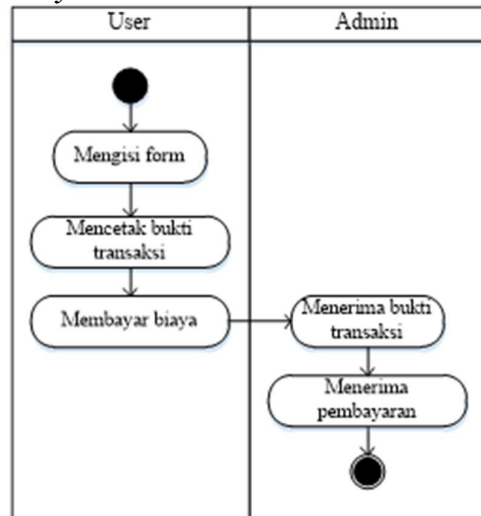 User
Admin
Mengisi form
Mencetak bukti
transaksi
Membayar biaya
Menerima bukti
transaksi
Menerima
pembayaran